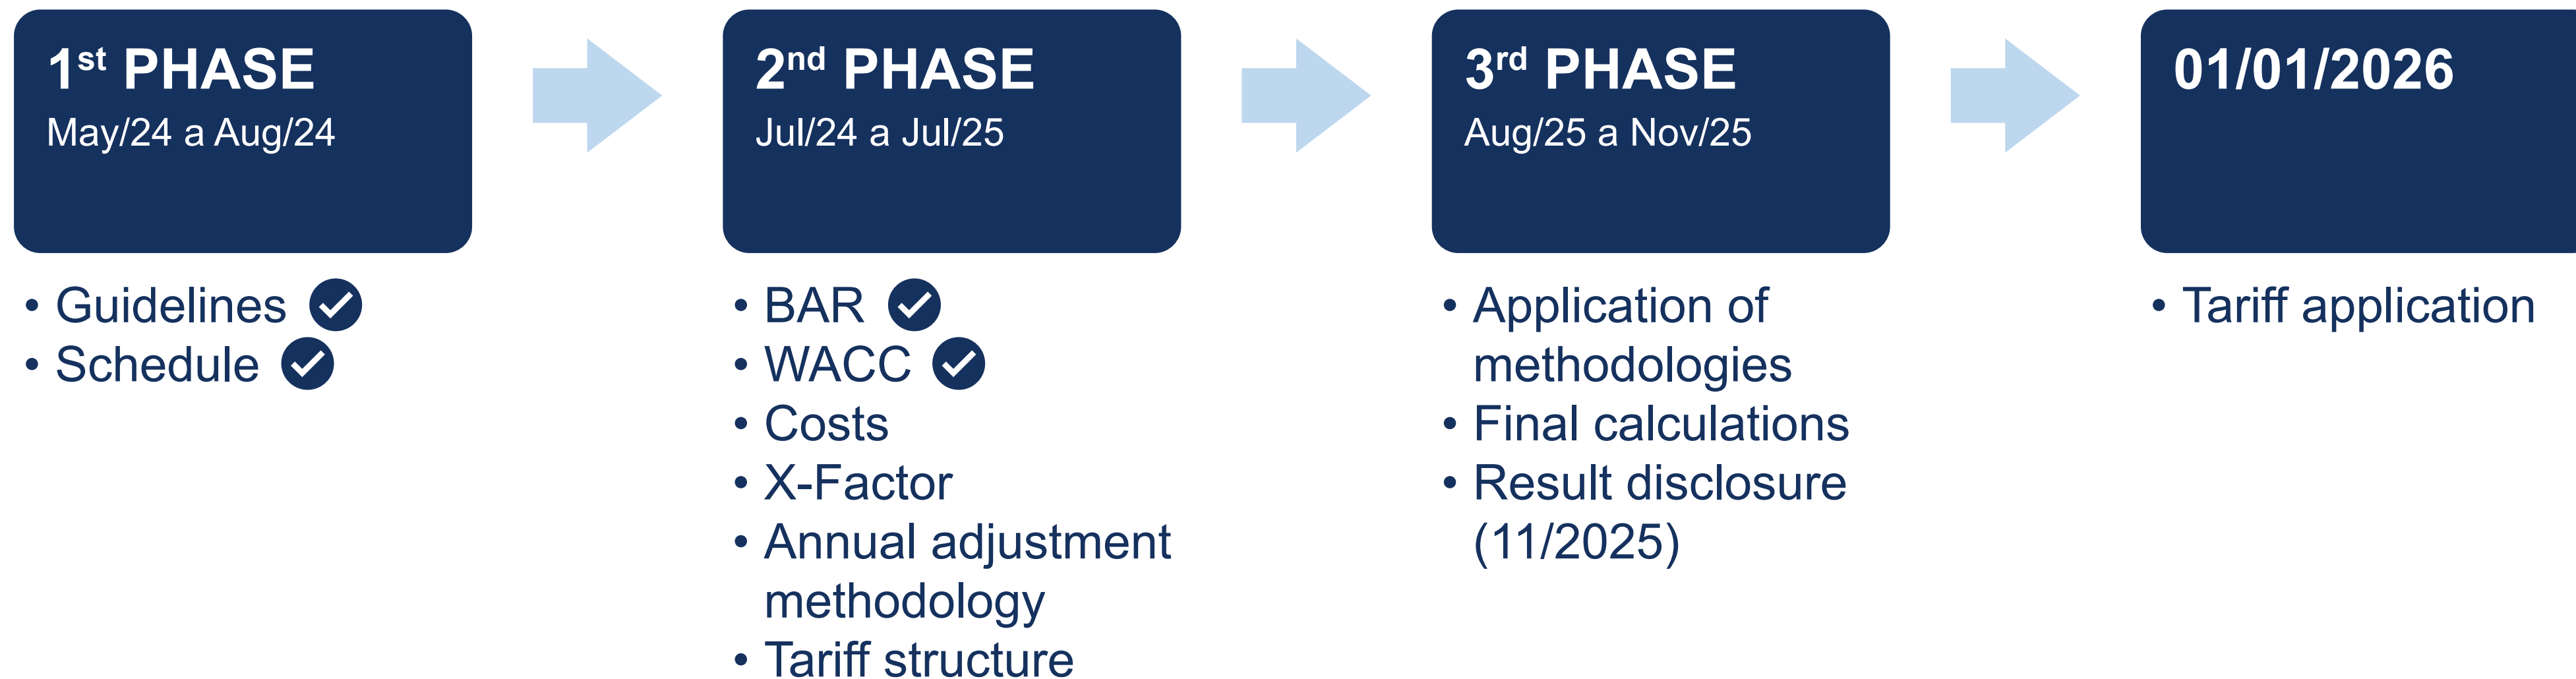 1st PHASE
May/24 a Aug/24
• Guidelines
• Schedule
2nd PHASE
Jul/24 a Jul/25
• BAR
• WACC
• Costs
• X-Factor
• Annual adjustment
methodology
• Tariff structure
3rd PHASE
Aug/25 a Nov/25
• Application of
methodologies
• Final calculations
• Result disclosure
(11/2025)
01/01/2026
• Tariff application